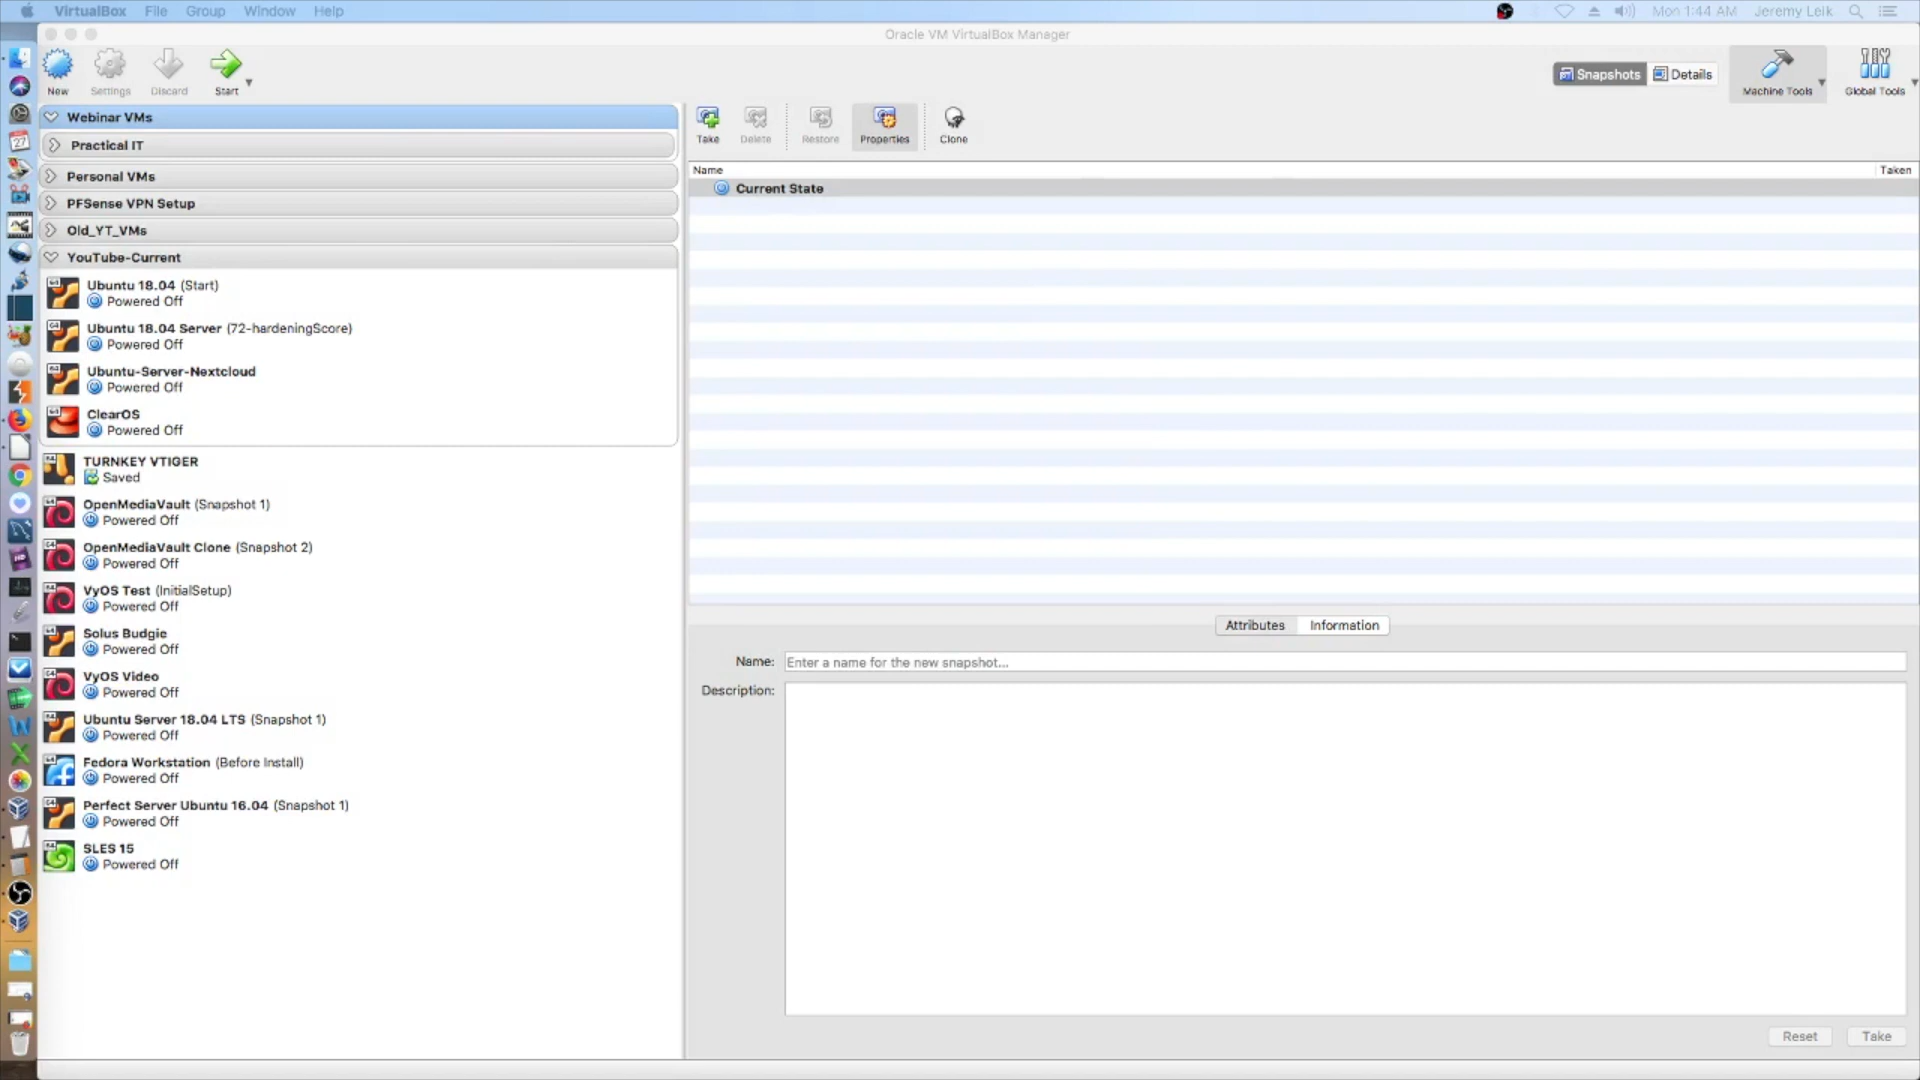 VirtualBox File Group Window Help
Mon 1:44 AM Jeremy Leik
Oracle VM VirtualBox Manager
New Settings Discard Start
Snapshots Details Machine Tools Global Tools
Webinar VMs
Practical IT
Personal VMs
PFSense VPN Setup
Old_YT_VMs
YouTube-Current
Ubuntu 18.04 (Start)
Powered Off
Ubuntu 18.04 Server (72-hardeningScore)
Powered Off
Ubuntu-Server-Nextcloud
Powered Off
ClearOS
Powered Off
TURNKEY VTIGER
Saved
OpenMediaVault (Snapshot 1)
Powered Off
OpenMediaVault Clone (Snapshot 2)
Powered Off
VyOS Test (InitialSetup)
Powered Off
Solus Budgie
Powered Off
VyOS Video
Powered Off
Ubuntu Server 18.04 LTS (Snapshot 1)
Powered Off
Fedora Workstation (Before Install)
Powered Off
Perfect Server Ubuntu 16.04 (Snapshot 1)
Powered Off
SLES 15
Powered Off
Take Delete Restore Properties Clone
Name Taken
Current State
Attributes Information
Name: Enter a name for the new snapshot...
Description:
Reset Take